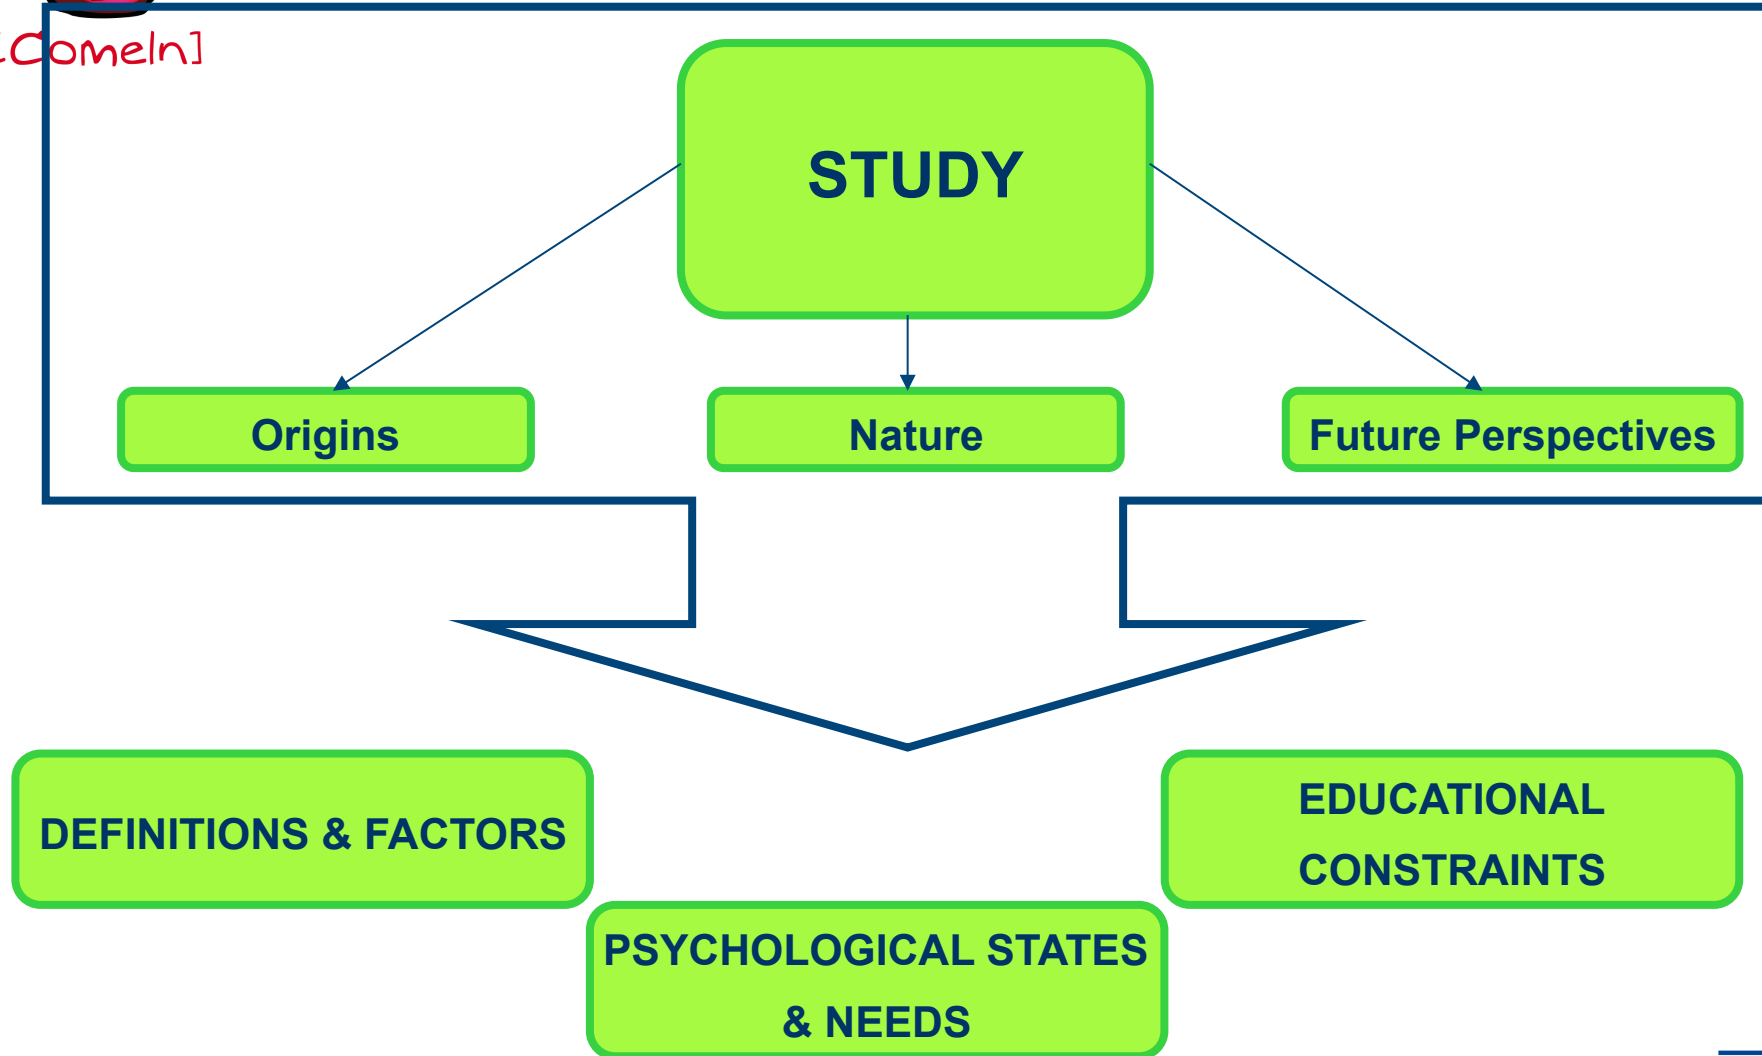 [ComeIn]
STUDY
Origins
Nature
Future Perspectives
DEFINITIONS & FACTORS
EDUCATIONAL
CONSTRAINTS
PSYCHOLOGICAL STATES
& NEEDS